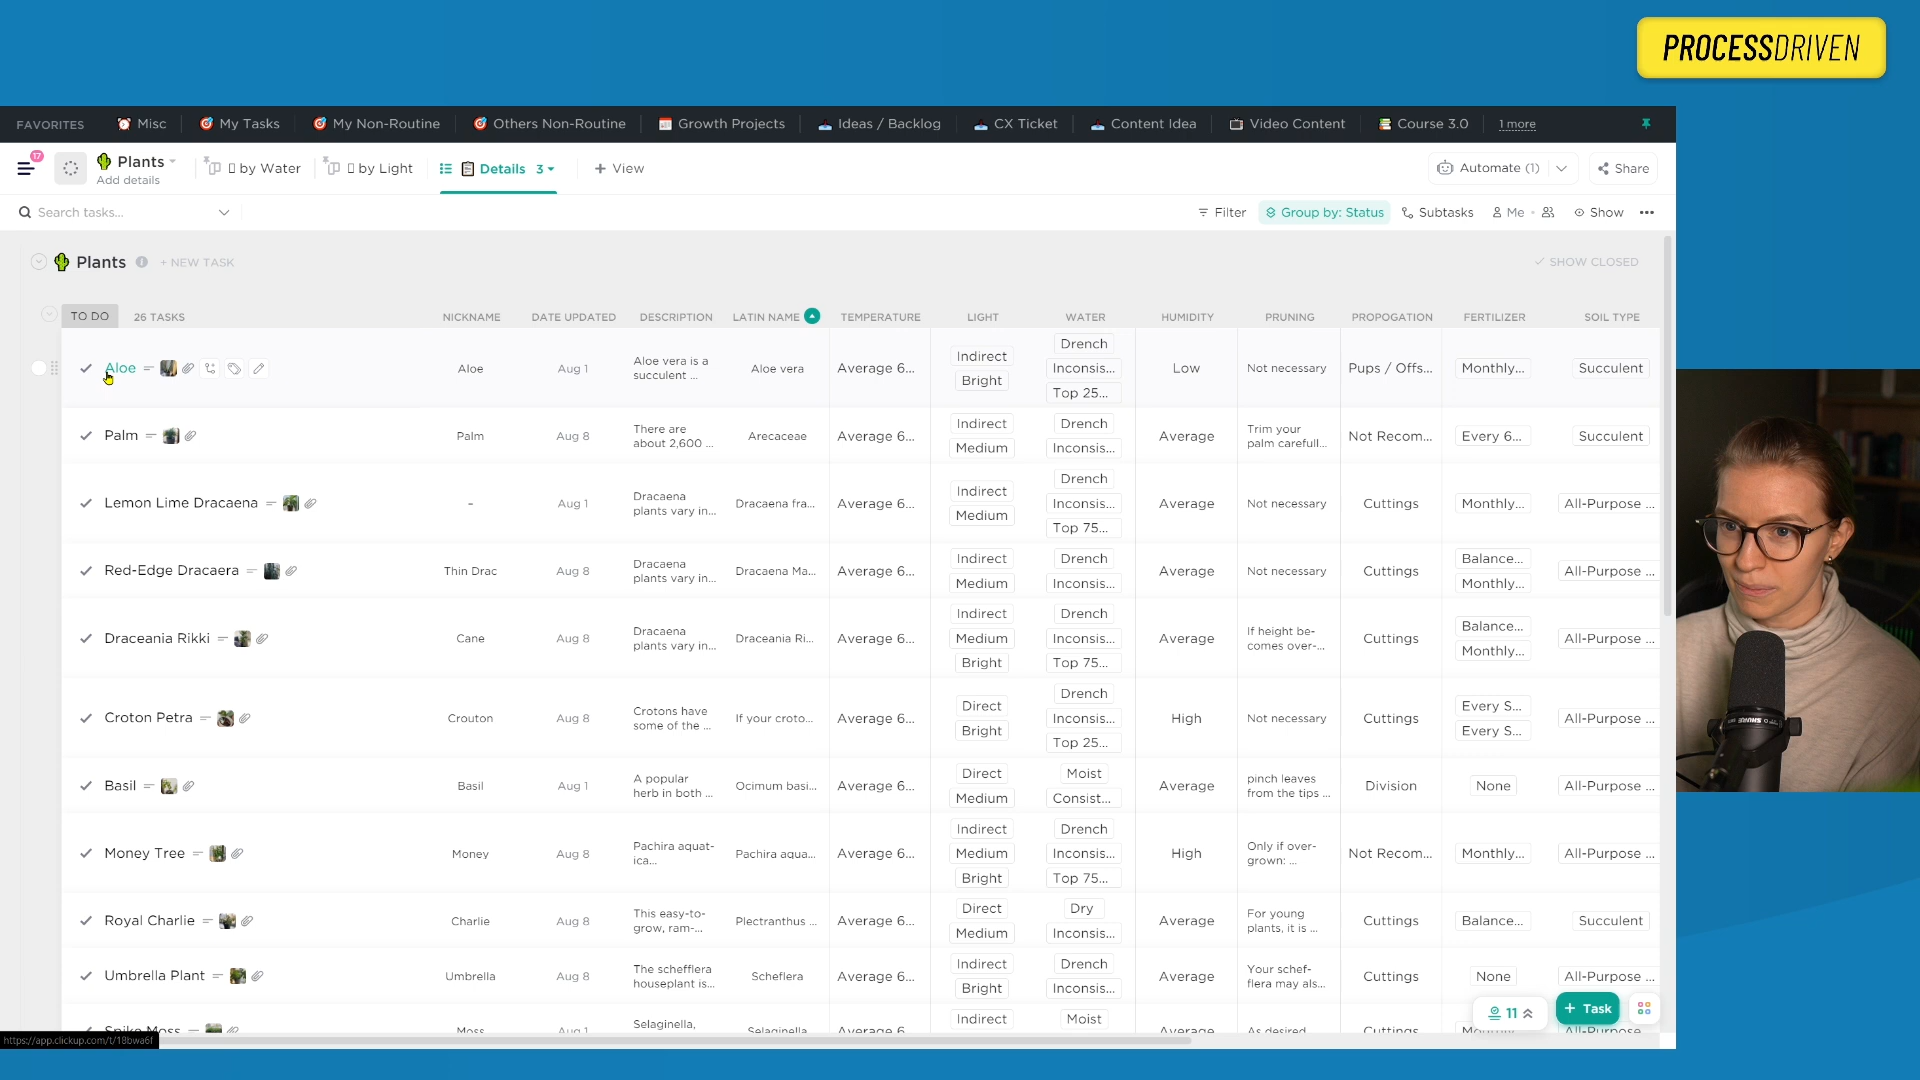 PROCESSDRIVEN
FAVORITES Misc My Tasks My Non-Routine Others Non-Routine Growth Projects Ideas / Backlog CX Ticket Content Idea Video Content Course 3.0 1 more
17 Plants by Water by Light Details 3 + View Automate (1) Share
Add details
Search tasks... Filter Group by: Status Subtasks Me Show
Plants + NEW TASK SHOW CLOSED
TO DO 26 TASKS NICKNAME DATE UPDATED DESCRIPTION LATIN NAME TEMPERATURE LIGHT WATER HUMIDITY PRUNING PROPOGATION FERTILIZER SOIL TYPE
Aloe Aloe Aug 1 Aloe vera is a succulent ... Aloe vera Average 6... Indirect Bright Drench Inconsis... Top 25... Low Not necessary Pups / Offs... Monthly... Succulent
Palm Palm Aug 8 There are about 2,600 ... Arecaceae Average 6... Indirect Medium Drench Inconsis... Average Trim your palm carefull... Not Recom... Every 6... Succulent
Lemon Lime Dracaena - Aug 1 Dracaena plants vary in... Dracaena fra... Average 6... Indirect Medium Drench Inconsis... Top 75... Average Not necessary Cuttings Monthly... All-Purpose ...
Red-Edge Dracaera Thin Drac Aug 8 Dracaena plants vary in... Dracaena Ma... Average 6... Indirect Medium Drench Inconsis... Average Not necessary Cuttings Balance... Monthly... All-Purpose ...
Draceania Rikki Cane Aug 8 Dracaena plants vary in... Draceania Ri... Average 6... Indirect Medium Bright Drench Inconsis... Top 75... Average If height be- comes over-... Cuttings Balance... Monthly... All-Purpose ...
Croton Petra Crouton Aug 8 Crotons have some of the ... If your croto... Average 6... Direct Bright Drench Inconsis... Top 25... High Not necessary Cuttings Every S... Every S... All-Purpose ...
Basil Basil Aug 1 A popular herb in both ... Ocimum basi... Average 6... Direct Medium Moist Consist... Average pinch leaves from the tips ... Division None All-Purpose ...
Money Tree Money Aug 8 Pachira aquat- ica... Pachira aqua... Average 6... Indirect Medium Bright Drench Inconsis... Top 75... High Only if over- grown: ... Not Recom... Monthly... All-Purpose ...
Royal Charlie Charlie Aug 8 This easy-to- grow, ram-... Plectranthus ... Average 6... Direct Medium Dry Inconsis... Average For young plants, it is ... Cuttings Balance... Succulent
Umbrella Plant Umbrella Aug 8 The schefflera houseplant is... Scheflera Average 6... Indirect Bright Drench Inconsis... Average Your schef- flera may als... Cuttings None All-Purpose ...
Spike Moss Moss Aug 1 Selaginella, Selaginella Average 6... Indirect Moist Average As desired Cuttings All-Purpose
11 + Task
https://app.clickup.com/t/18bwa6f